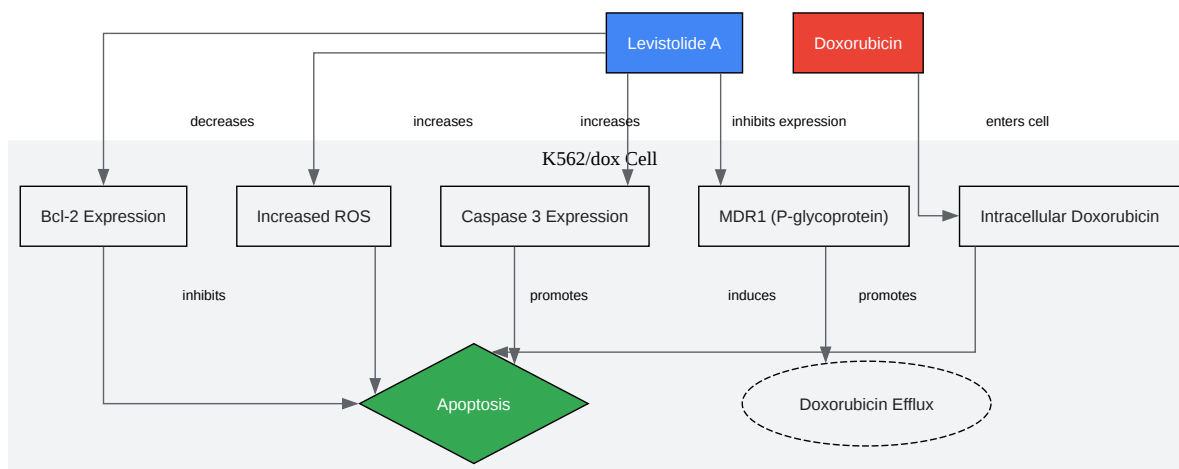 Levistolide A
Doxorubicin
decreases
increases
increases
inhibits expression
enters cell
K562/dox Cell
Bcl-2 Expression
Increased ROS
Caspase 3 Expression
MDR1 (P-glycoprotein)
Intracellular Doxorubicin
inhibits
promotes
induces
promotes
Apoptosis
Doxorubicin Efflux